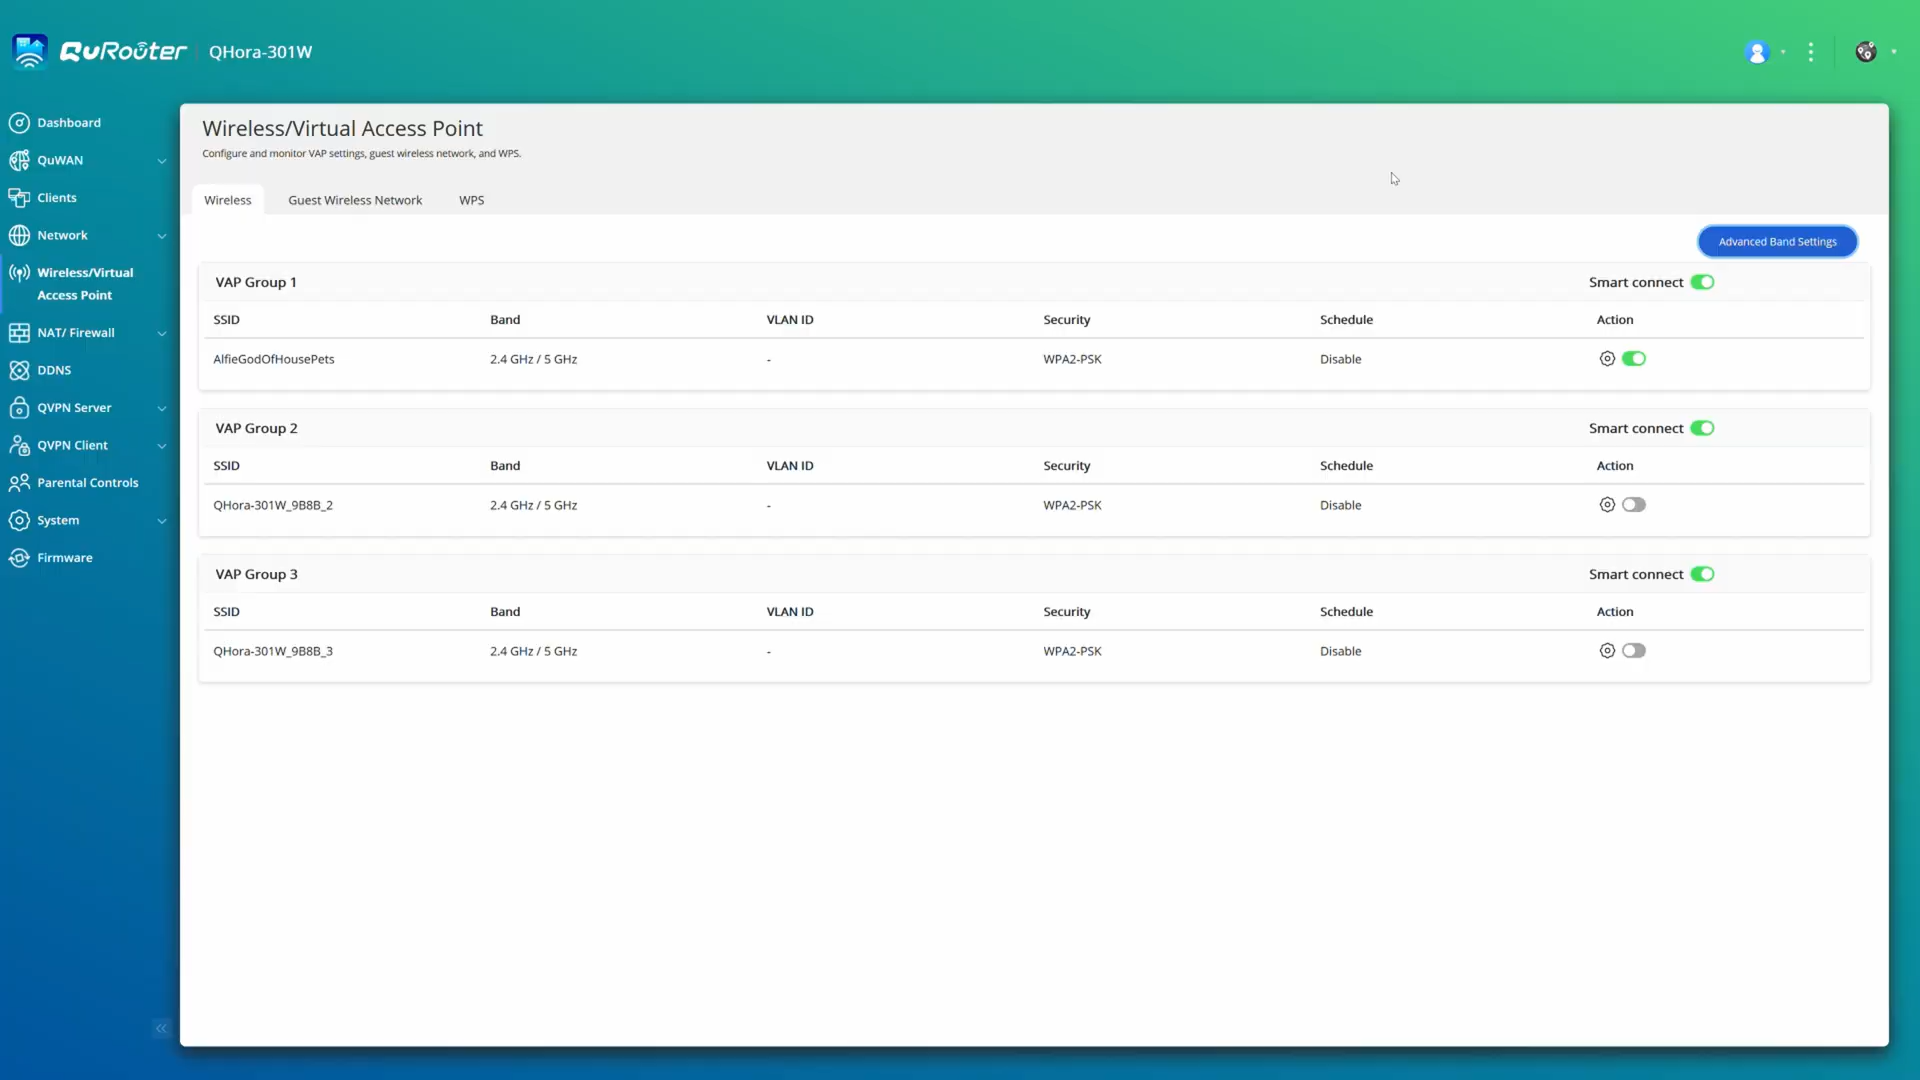 QuRouter QHora-301W
Dashboard
QuWAN
Clients
Network
Wireless/Virtual
Access Point
NAT/ Firewall
DDNS
QVPN Server
QVPN Client
Parental Controls
System
Firmware
Wireless/Virtual Access Point
Configure and monitor VAP settings, guest wireless network, and WPS.
Wireless Guest Wireless Network WPS
Advanced Band Settings
VAP Group 1 Smart connect
SSID Band VLAN ID Security Schedule Action
AlfieGodOfHousePets 2.4 GHz / 5 GHz - WPA2-PSK Disable
VAP Group 2 Smart connect
SSID Band VLAN ID Security Schedule Action
QHora-301W_9B8B_2 2.4 GHz / 5 GHz - WPA2-PSK Disable
VAP Group 3 Smart connect
SSID Band VLAN ID Security Schedule Action
QHora-301W_9B8B_3 2.4 GHz / 5 GHz - WPA2-PSK Disable